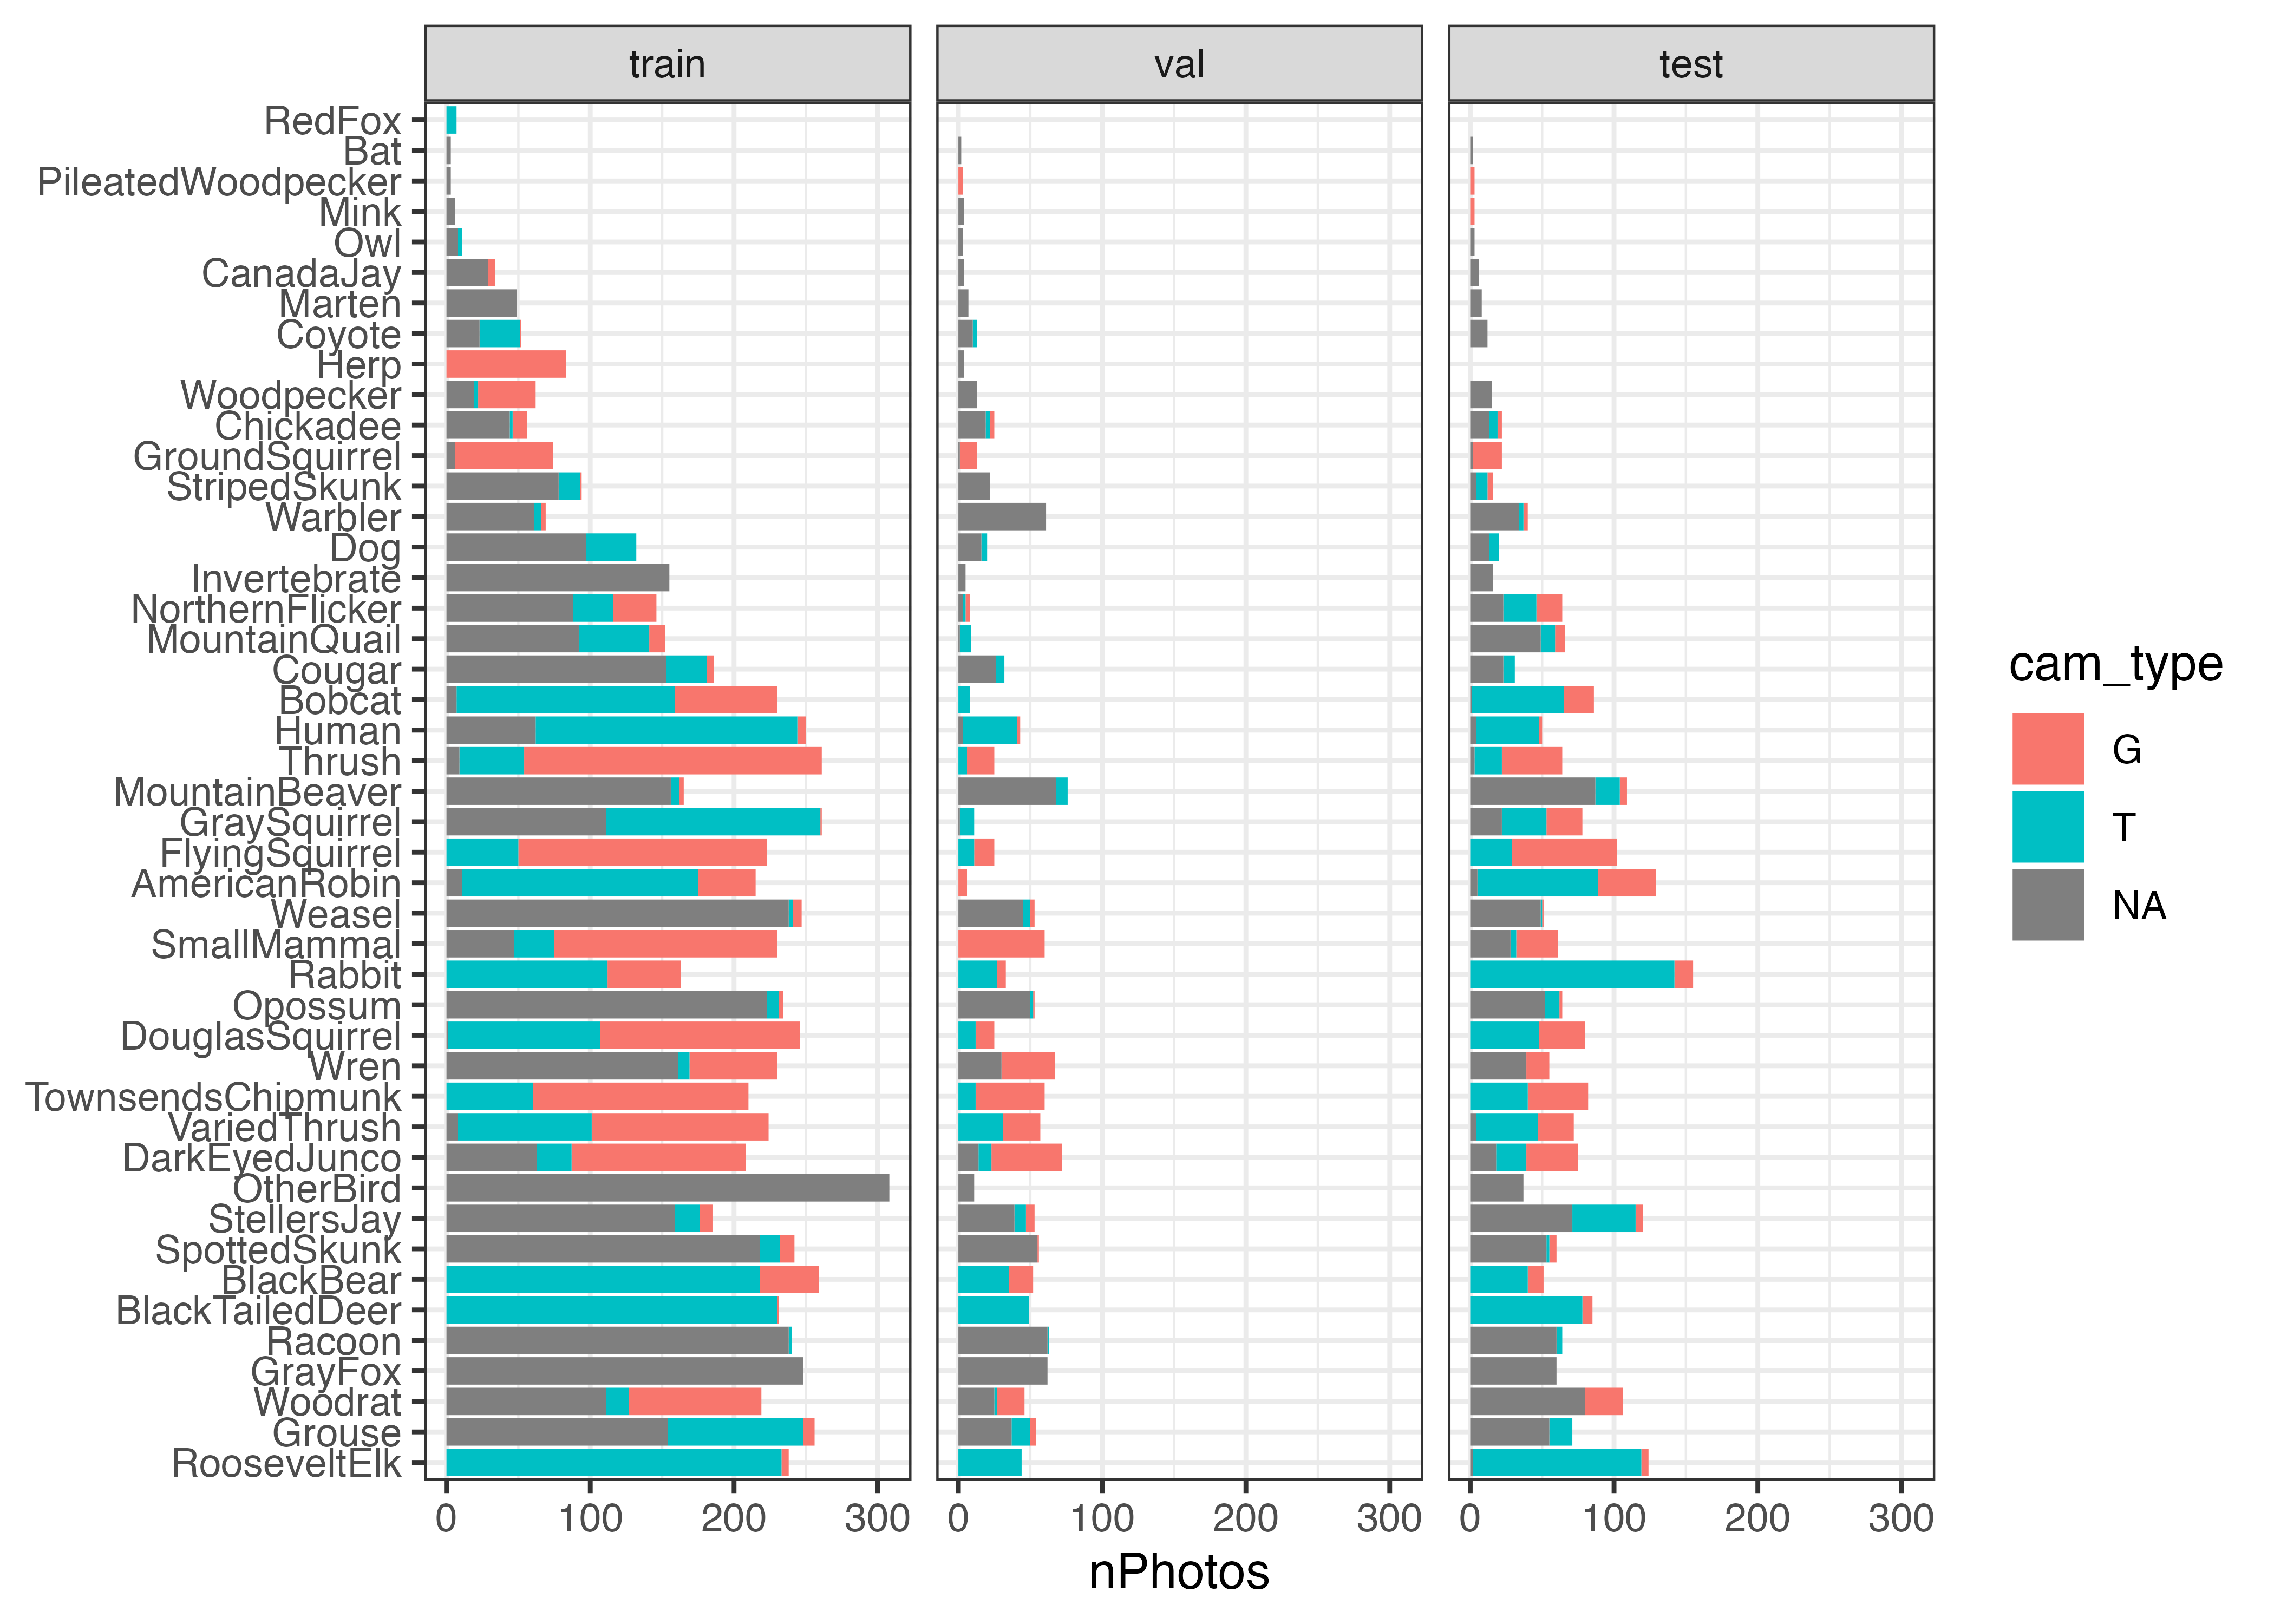 train val test
RedFox
Bat
PileatedWoodpecker
Mink
Owl
CanadaJay
Marten
Coyote
Herp
Woodpecker
Chickadee
GroundSquirrel
StripedSkunk
Warbler
Dog
Invertebrate
NorthernFlicker
MountainQuail
Cougar
Bobcat
Human
Thrush
MountainBeaver
GraySquirrel
FlyingSquirrel
AmericanRobin
Weasel
SmallMammal
Rabbit
Opossum
DouglasSquirrel
Wren
TownsendsChipmunk
VariedThrush
DarkEyedJunco
OtherBird
StellersJay
SpottedSkunk
BlackBear
BlackTailedDeer
Racoon
GrayFox
Woodrat
Grouse
RooseveltElk
0 100 200 300 0 100 200 300 0 100 200 300
nPhotos
cam_type
G
T
NA